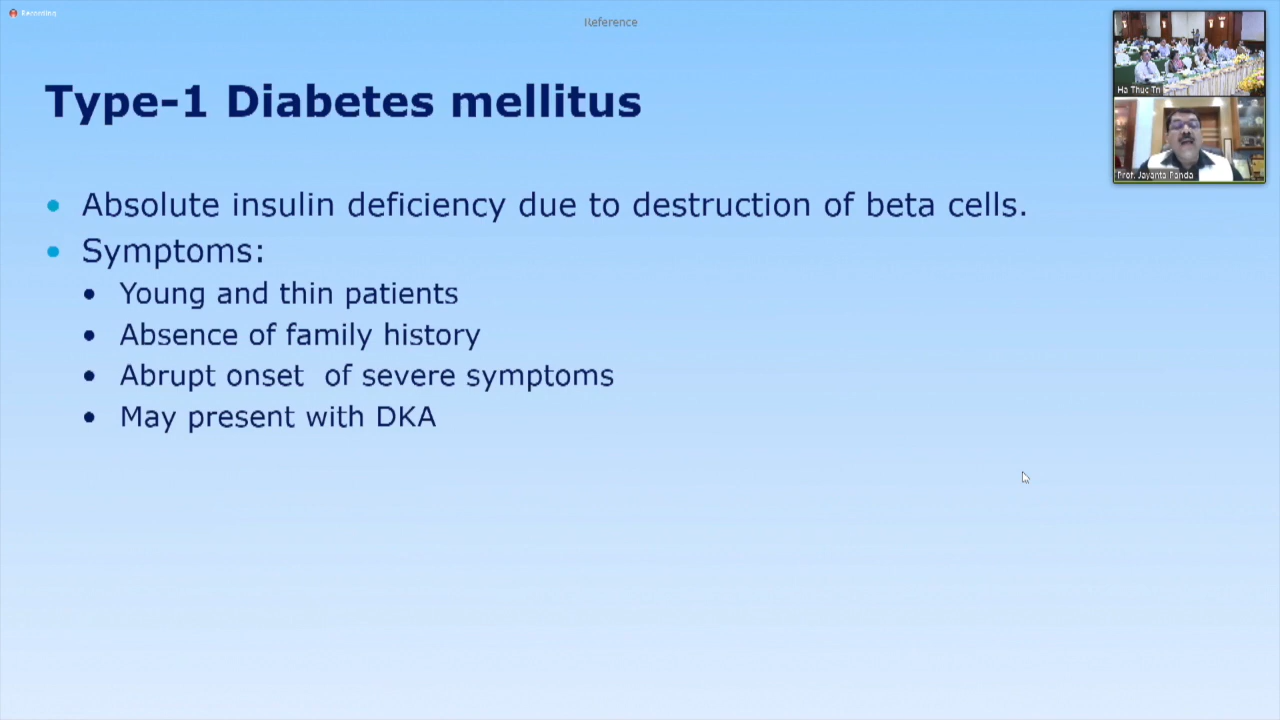 Recording
Reference
Type-1 Diabetes mellitus
Ha Thuc Tri
Prof. Jayanta Panda
• Absolute insulin deficiency due to destruction of beta cells.
• Symptoms:
• Young and thin patients
• Absence of family history
• Abrupt onset of severe symptoms
• May present with DKA